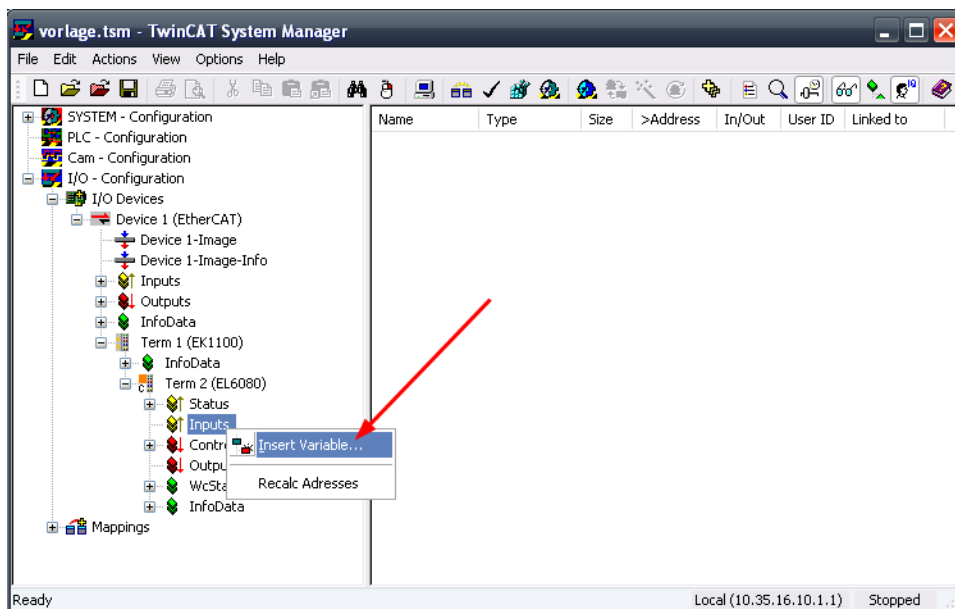 vorlage.tsm - TwinCAT System Manager
File Edit Actions View Options Help
Name Type Size >Address In/Out User ID Linked to
SYSTEM - Configuration
PLC - Configuration
Cam - Configuration
I/O - Configuration
I/O Devices
Device 1 (EtherCAT)
Device 1-Image
Device 1-Image-Info
Inputs
Outputs
InfoData
Term 1 (EK1100)
InfoData
Term 2 (EL6080)
Status
Inputs
Contr Insert Variable...
Outpu
WcSta Recalc Adresses
InfoData
Mappings
Ready Local (10.35.16.10.1.1) Stopped